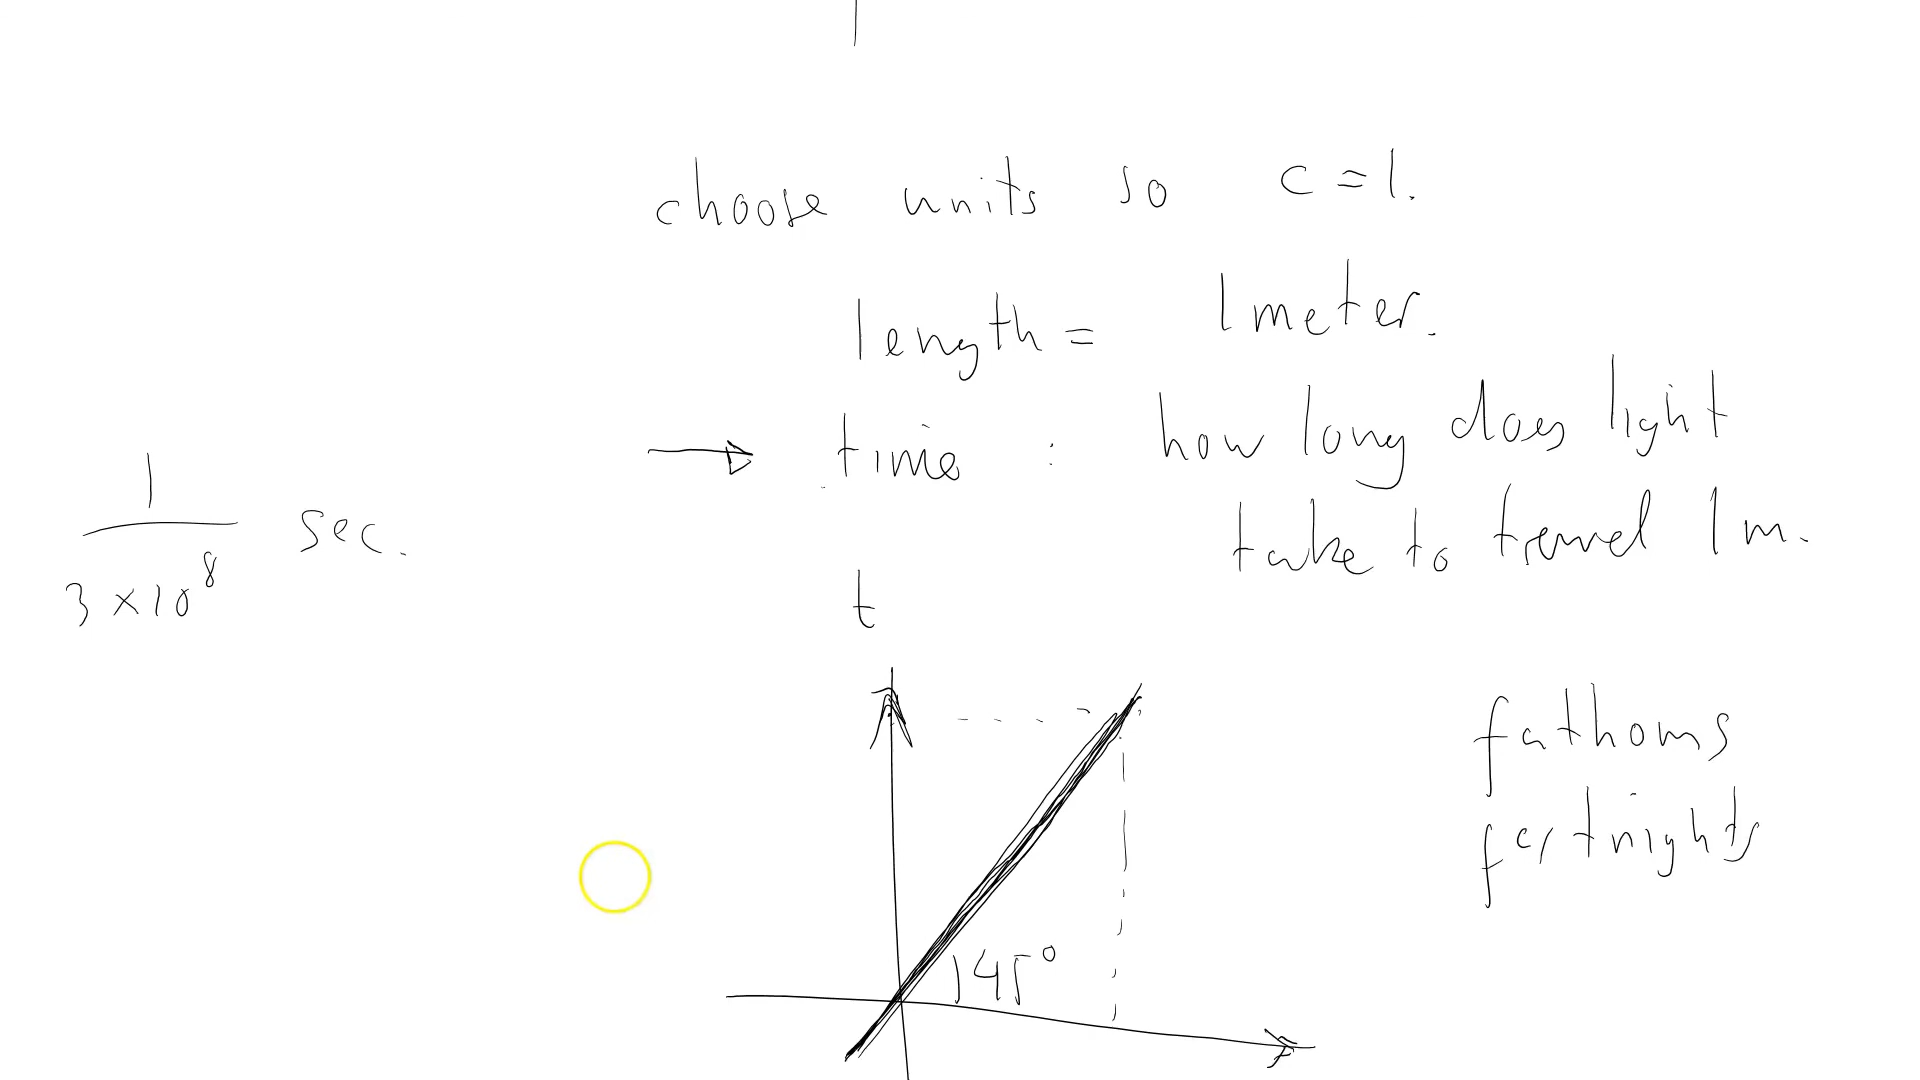 choose units so c = 1.
length = 1 meter.
→ time : how long does light
take to travel 1 m.
1
3 × 10⁸ sec.
t
45°
fathoms
fortnights